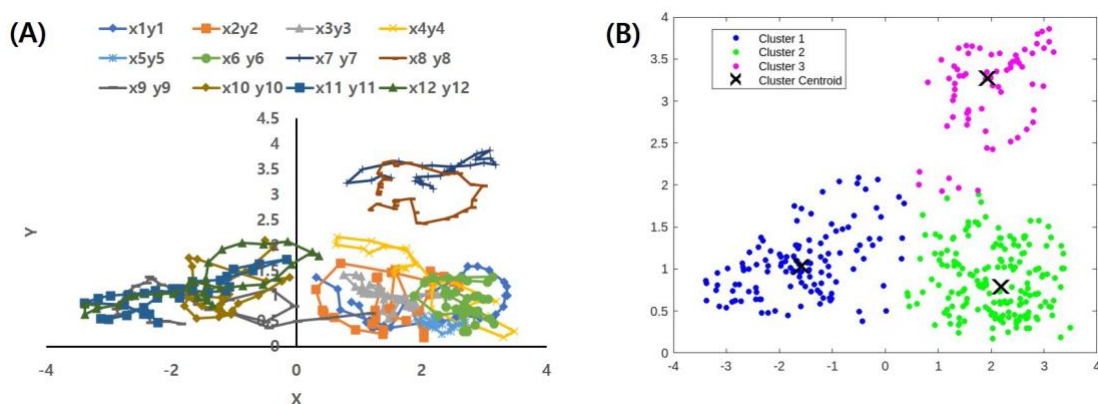 (A)
x1y1 x2y2 x3y3 x4y4
x5y5 x6 y6 x7 y7 x8 y8
x9 y9 x10 y10 x11 y11 x12 y12
4.5
4
3.5
3
2.5
2
1.5
1
0.5
0
Y
-4 -2 0 2 4
X
(B)
Cluster 1
Cluster 2
Cluster 3
Cluster Centroid
4
3.5
3
2.5
2
1.5
1
0.5
0
-4 -3 -2 -1 0 1 2 3 4